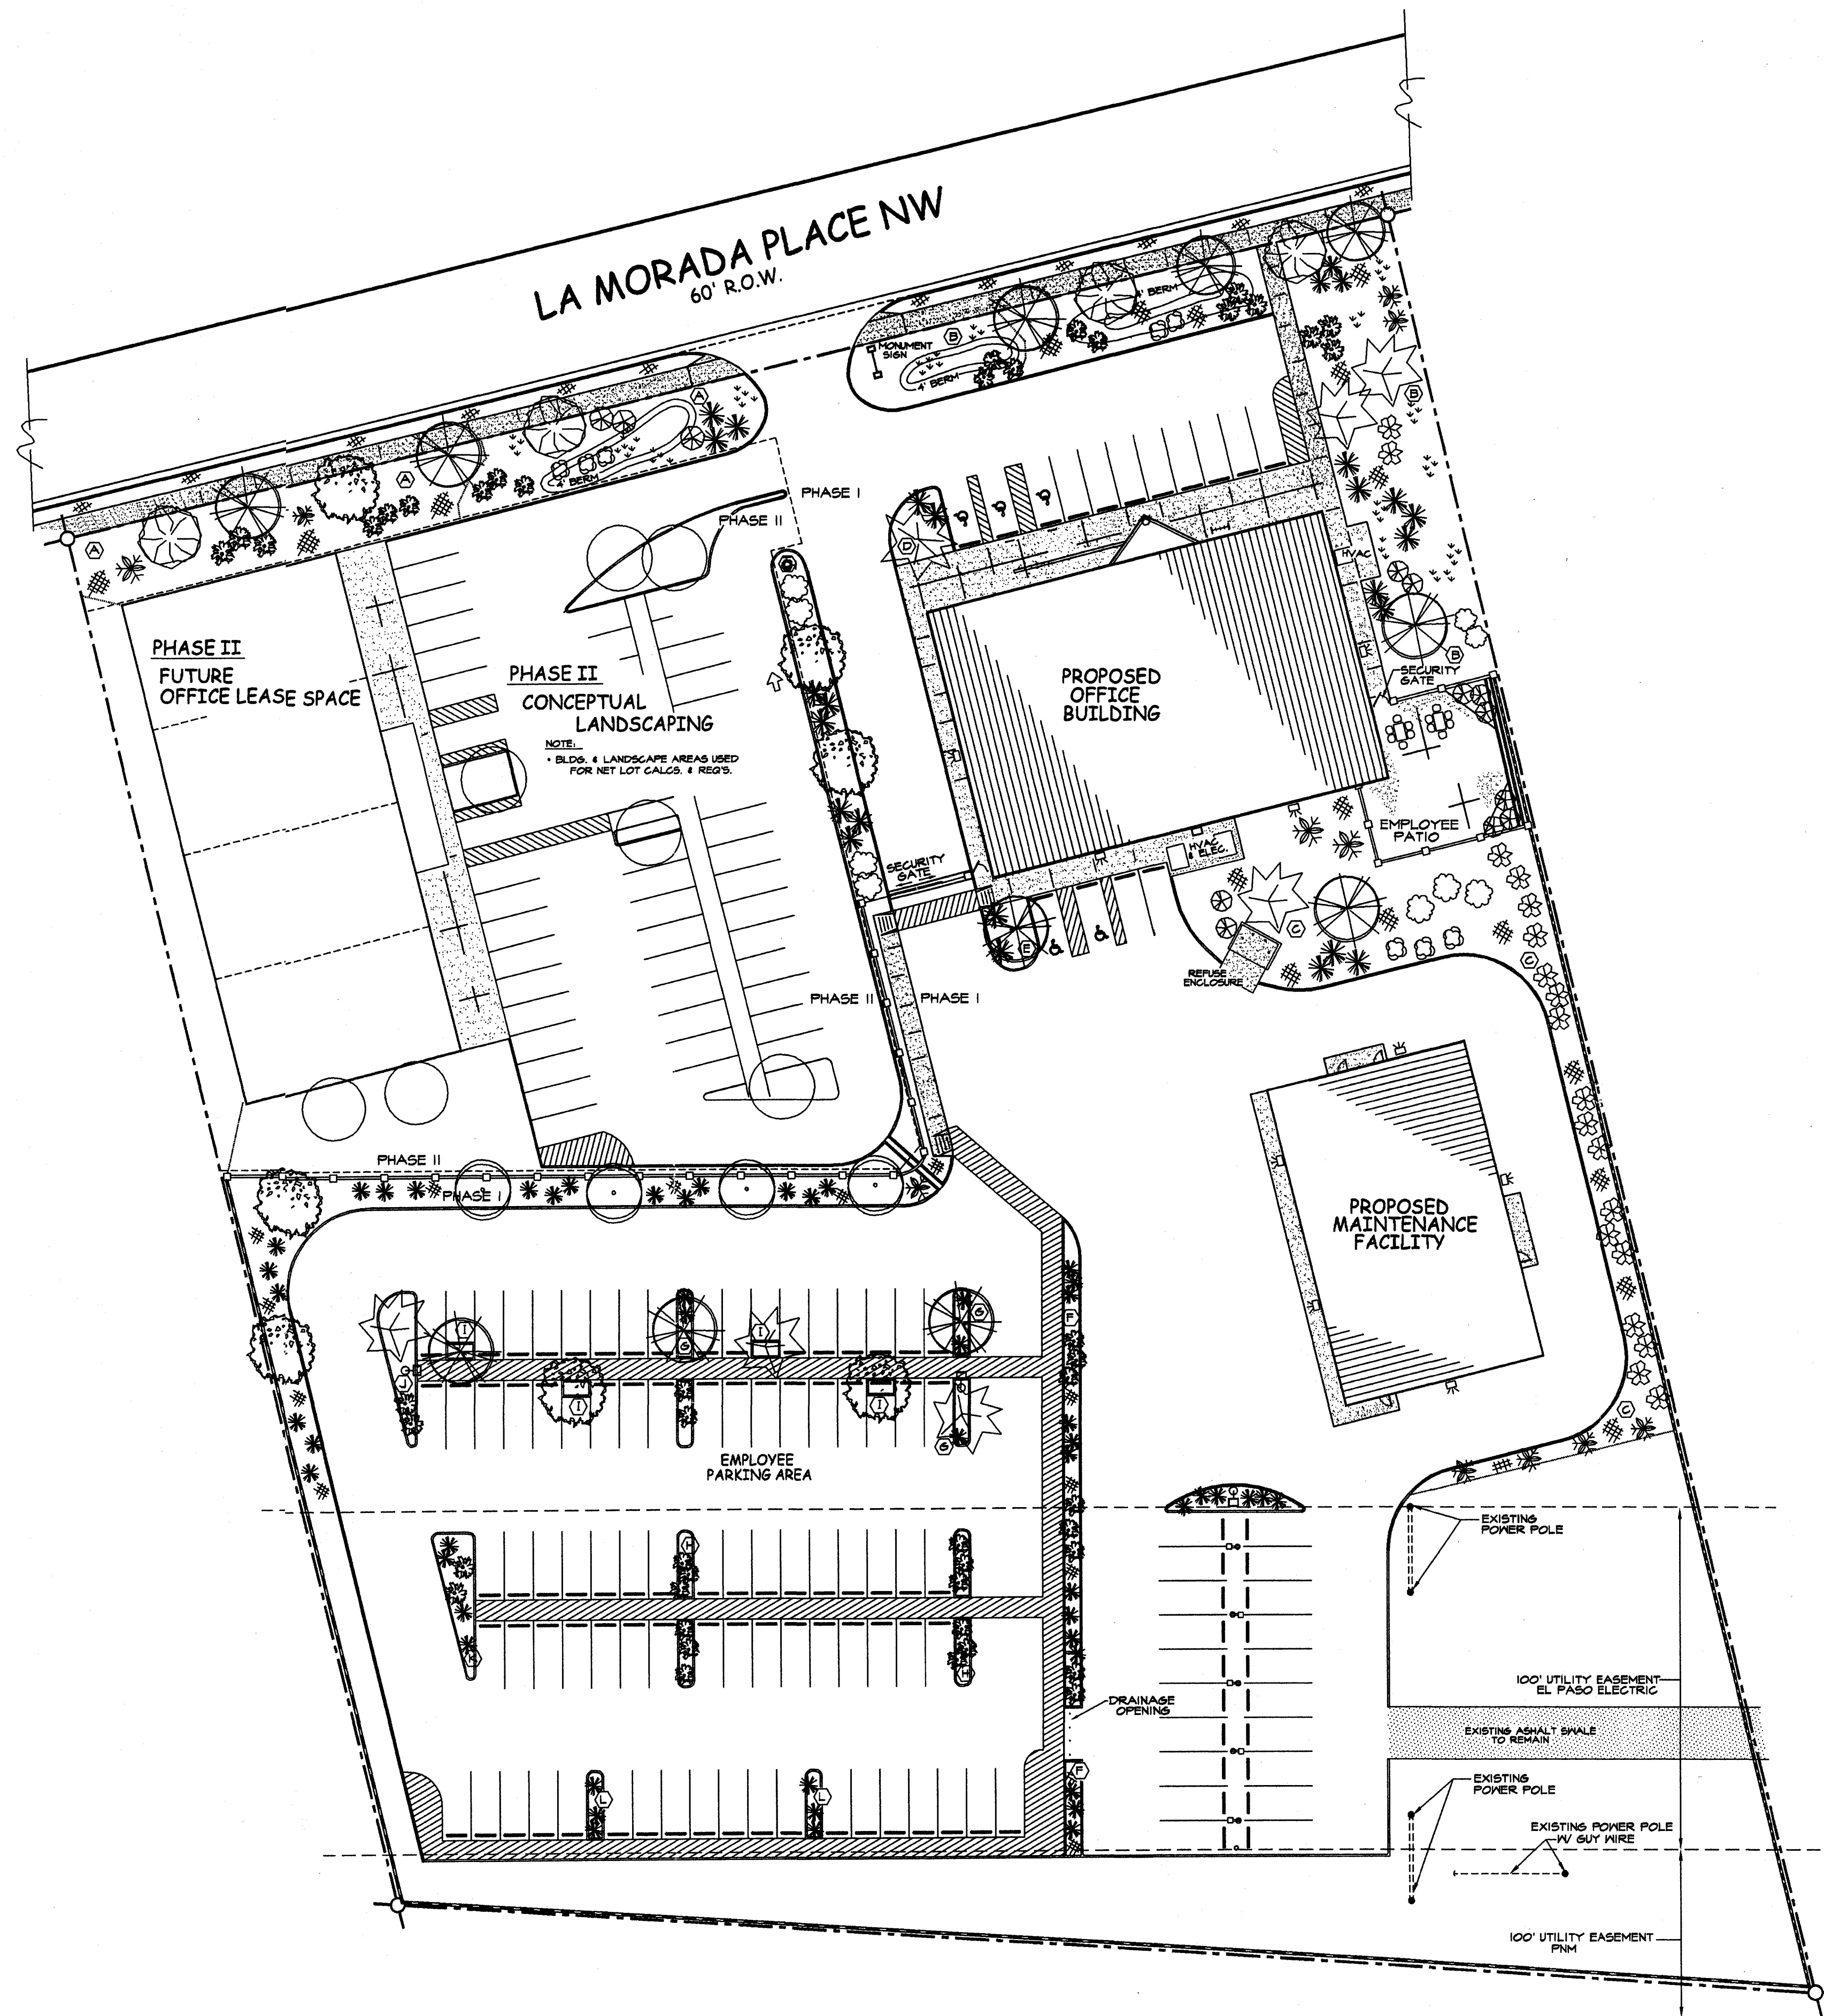 LA MORADA PLACE NW
60' R.O.W.
B
MONUMENT
SIGN
4' BERM
4' BERM
B
A
A
A
4' BERM
PHASE I
PHASE II
D
HVAC
PHASE II
FUTURE
OFFICE LEASE SPACE
PHASE II
CONCEPTUAL
LANDSCAPING
NOTE:
• BLDG. & LANDSCAPE AREAS USED
FOR NET LOT CALCS. & REQ'S.
PROPOSED
OFFICE
BUILDING
B
SECURITY
GATE
EMPLOYEE
PATIO
HVAC
& ELEC.
SECURITY
GATE
E
C
C
REFUSE
ENCLOSURE
PHASE II
PHASE I
PHASE II
PHASE I
PROPOSED
MAINTENANCE
FACILITY
F
G
I
G
I
J
I
I
G
C
EMPLOYEE
PARKING AREA
EXISTING
POWER POLE
K
H
100' UTILITY EASEMENT
EL PASO ELECTRIC
DRAINAGE
OPENING
EXISTING ASPHALT SWALE
TO REMAIN
F
L
L
EXISTING
POWER POLE
EXISTING POWER POLE
W/ GUY WIRE
100' UTILITY EASEMENT
PNM